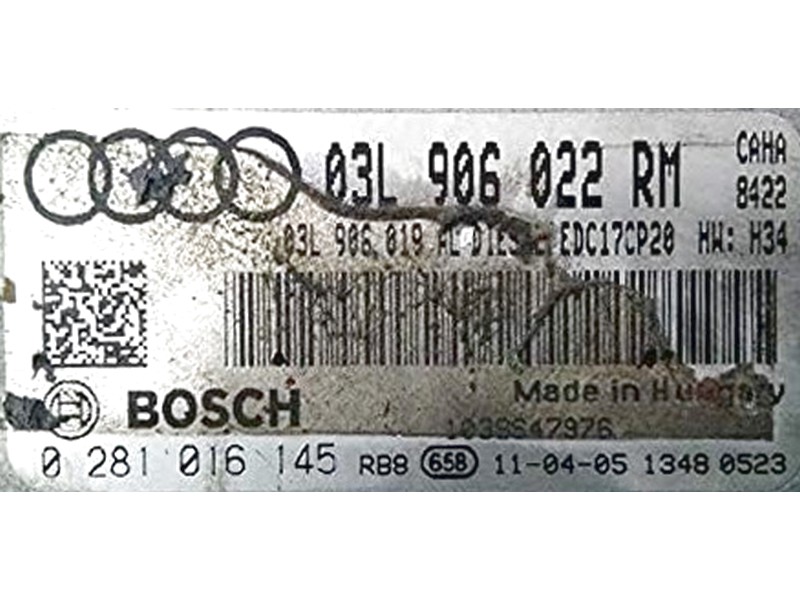 03L 906 022 RM CAHA
8422
03L 906 019 AL DIESEL EDC17CP20 HW: H34
BOSCH Made in Hungary
1039S47976
0 281 016 145 RB8 658 11-04-05 1348 0523